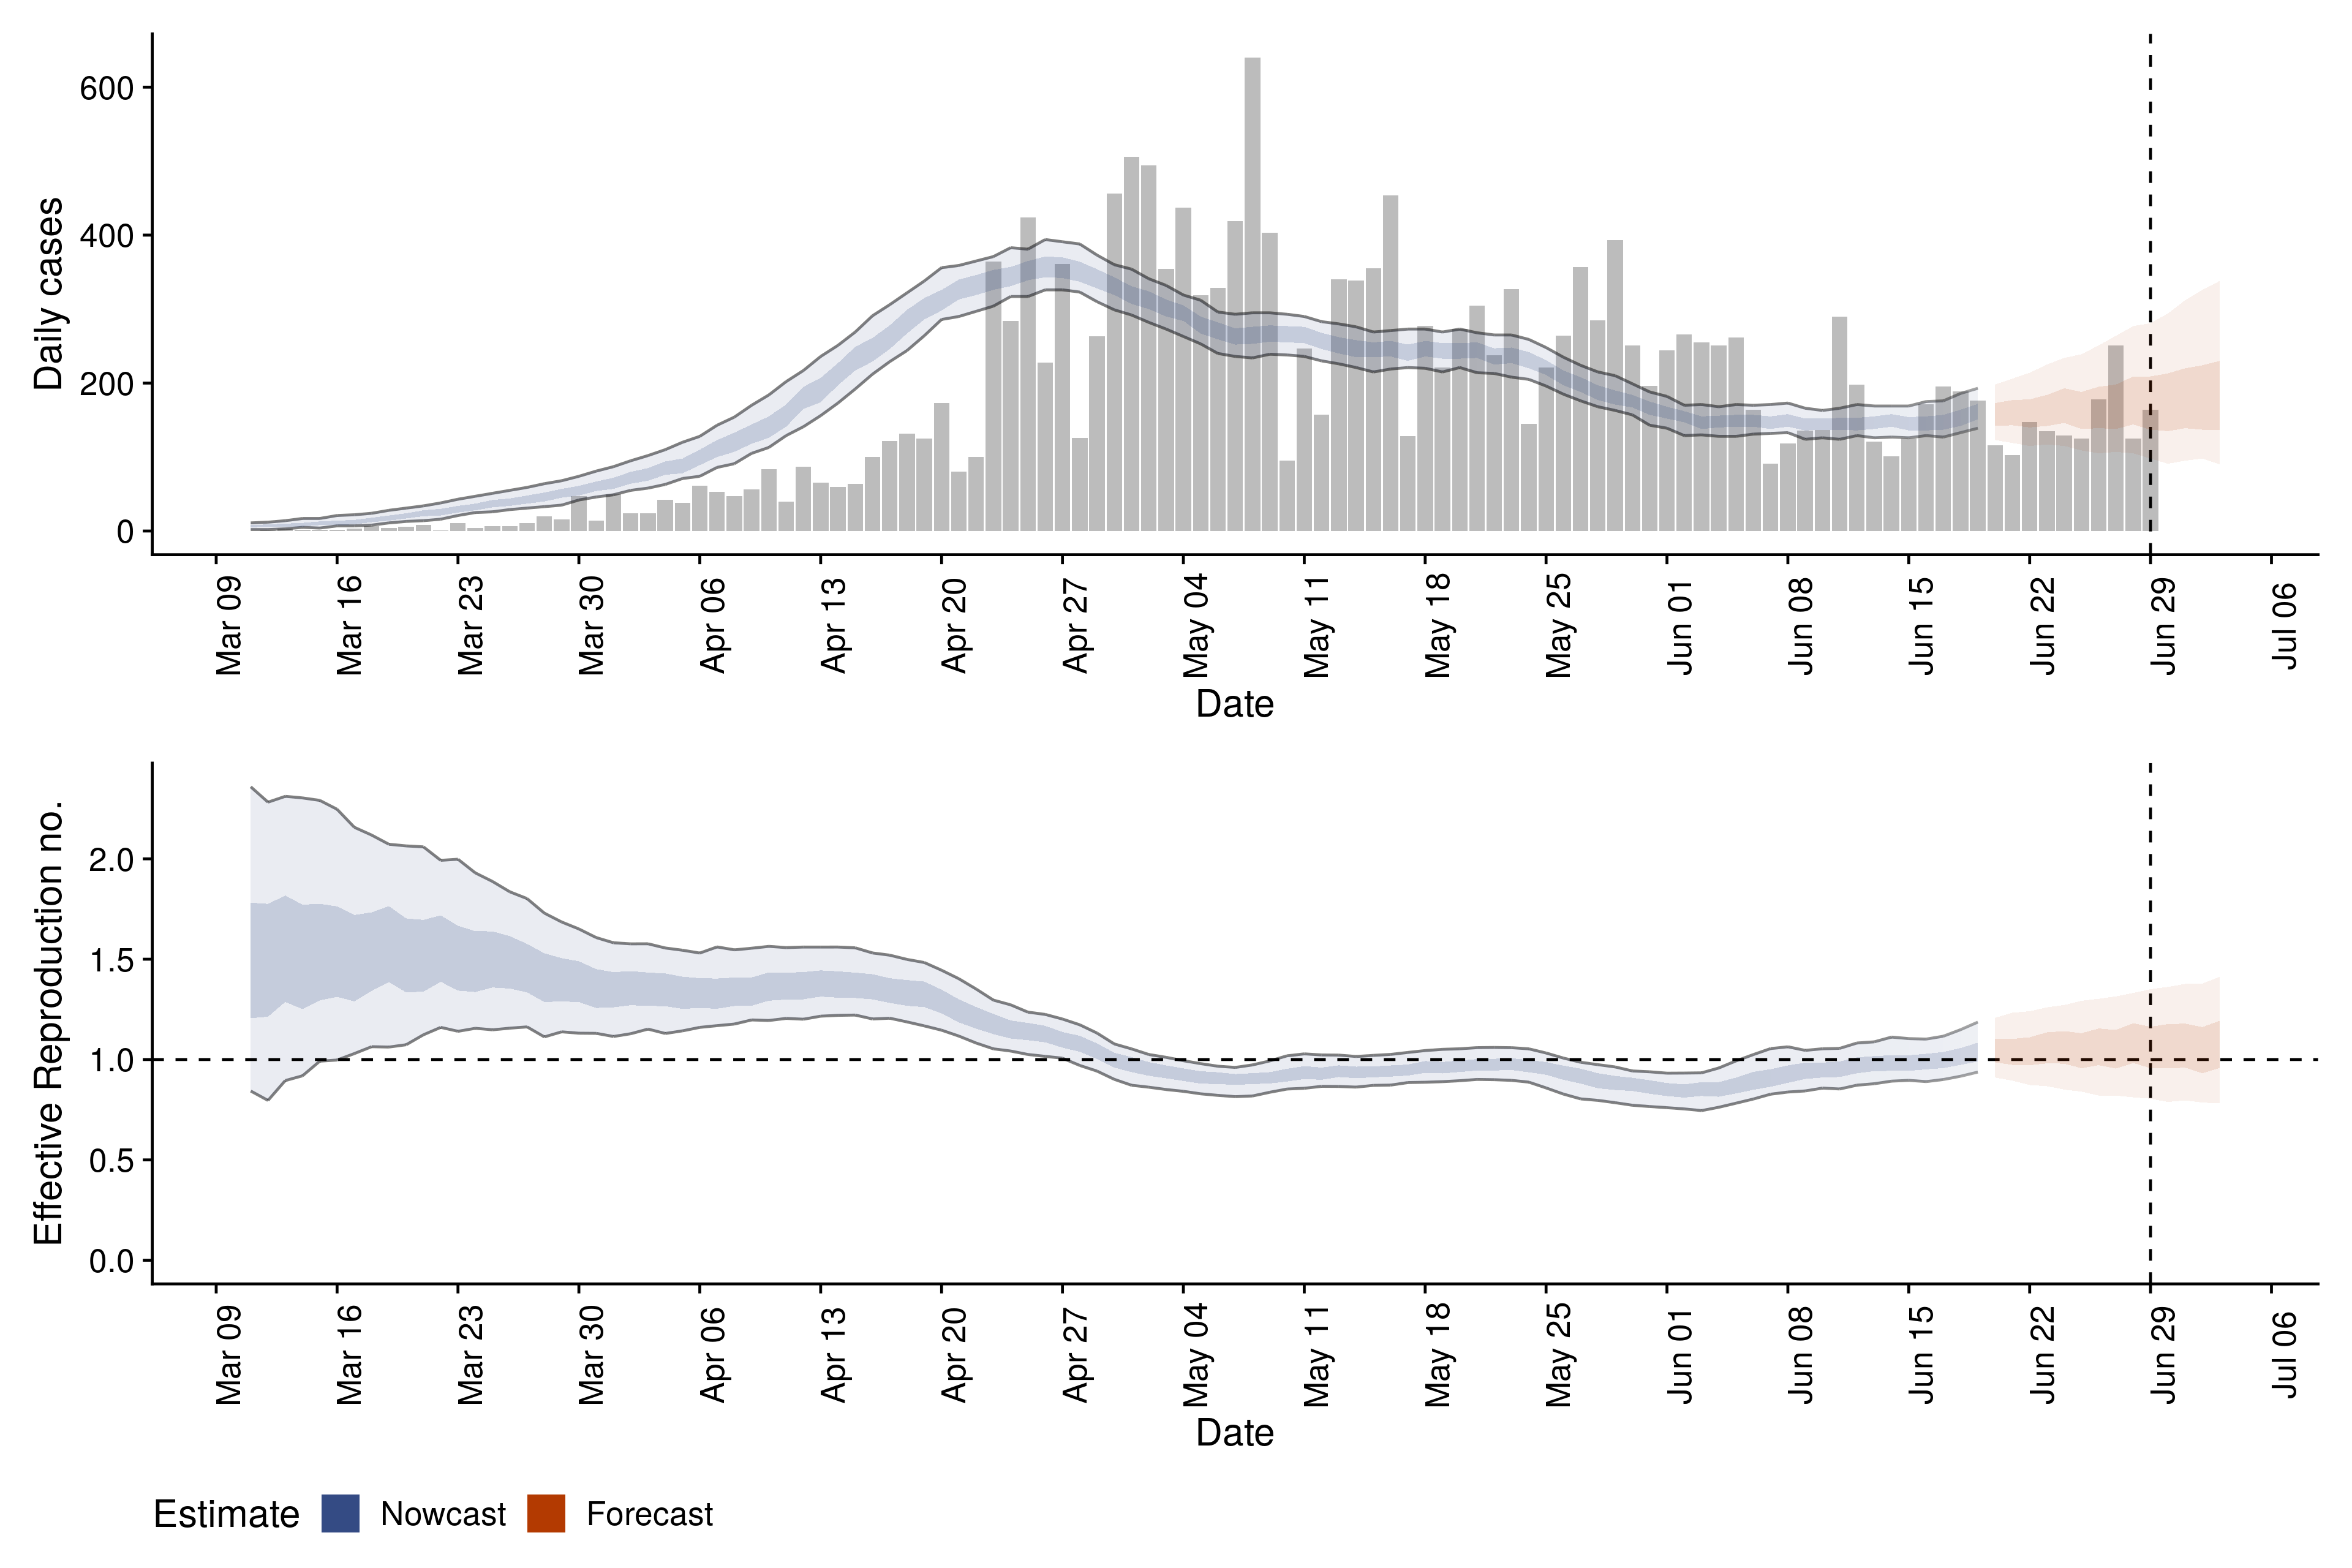 Daily cases
600
400
200
0
Mar 09
Mar 16
Mar 23
Mar 30
Apr 06
Apr 13
Apr 20
Apr 27
May 04
May 11
May 18
May 25
Jun 01
Jun 08
Jun 15
Jun 22
Jun 29
Jul 06
Date
Effective Reproduction no.
2.0
1.5
1.0
0.5
0.0
Mar 09
Mar 16
Mar 23
Mar 30
Apr 06
Apr 13
Apr 20
Apr 27
May 04
May 11
May 18
May 25
Jun 01
Jun 08
Jun 15
Jun 22
Jun 29
Jul 06
Date
Estimate Nowcast Forecast